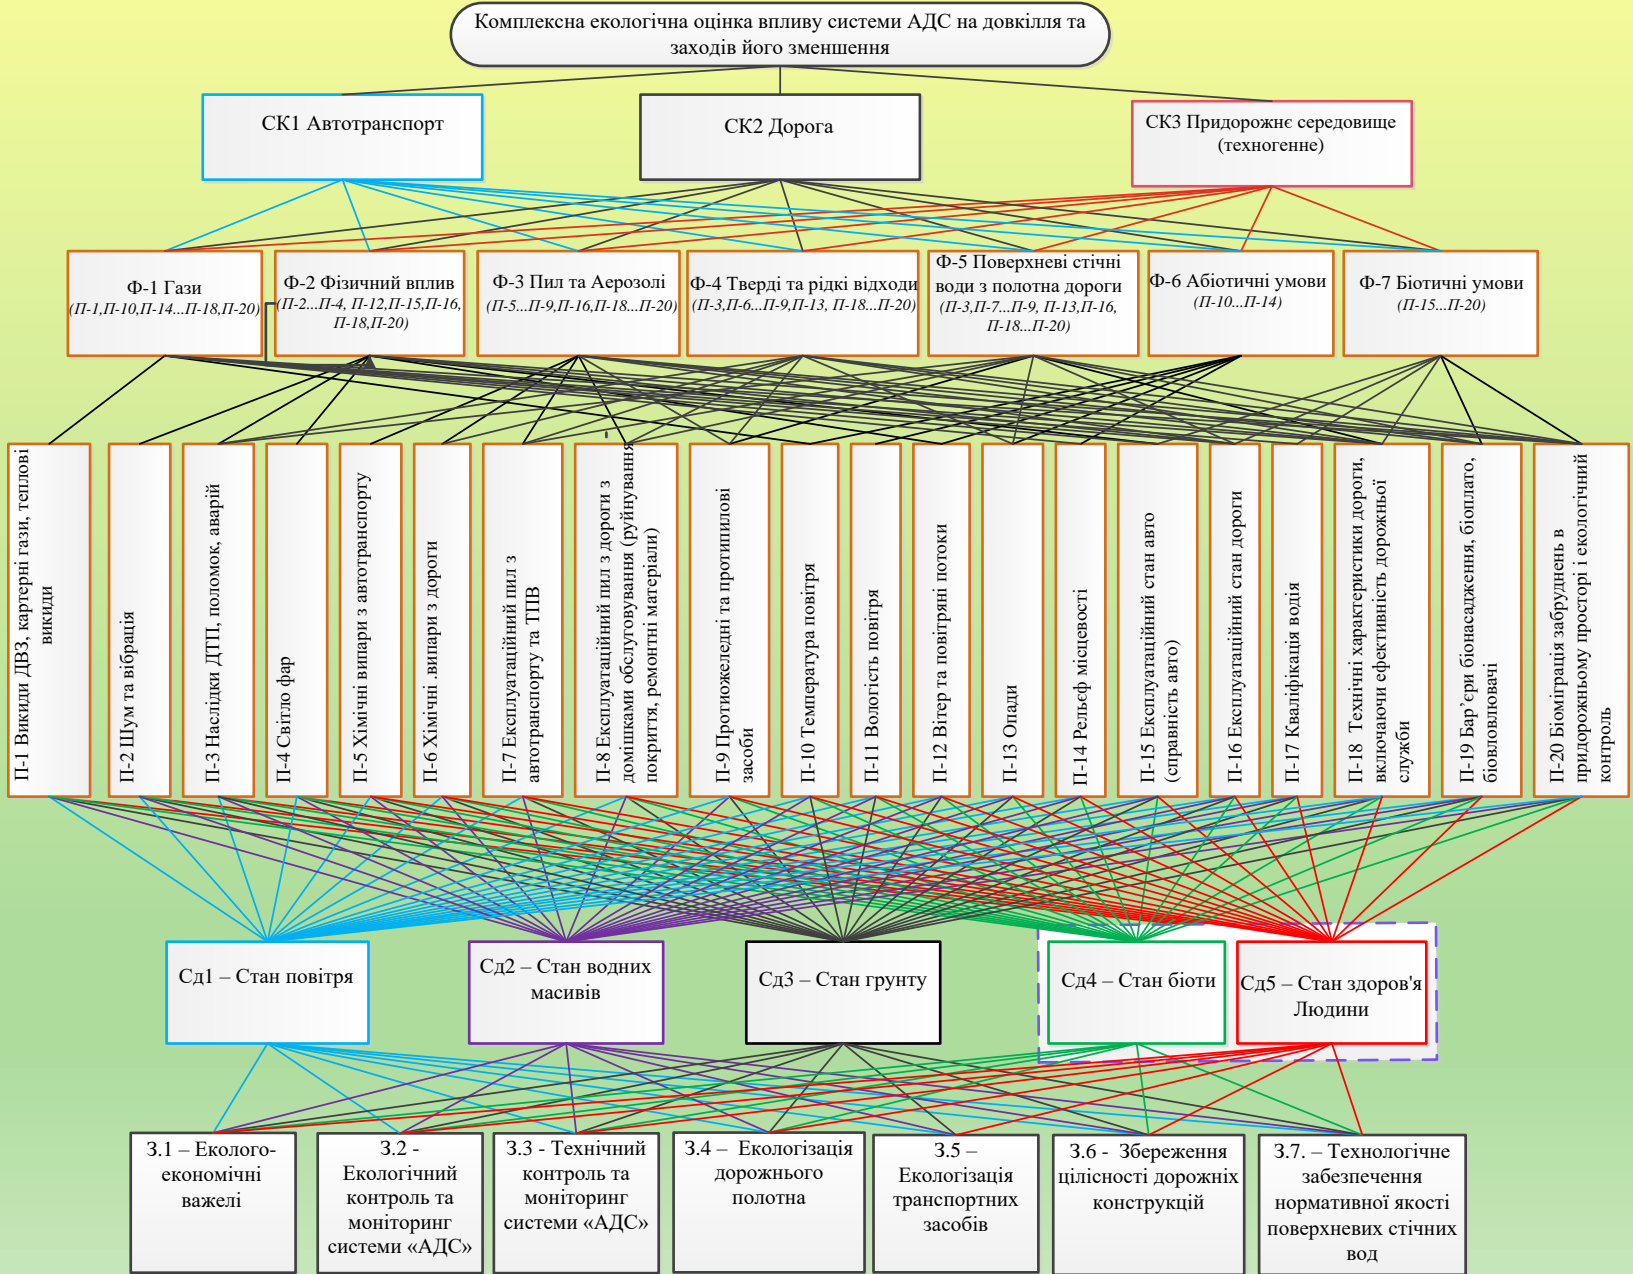 Комплексна екологічна оцінка впливу системи АДС на довкілля та
заходів його зменшення
СК1 Автотранспорт
СК2 Дорога
СК3 Придорожнє середовище
(техногенне)
Ф-1 Гази
(П-1,П-10,П-14...П-18,П-20)
Ф-2 Фізичний вплив
(П-2...П-4, П-12,П-15,П-16,
П-18,П-20)
Ф-3 Пил та Аерозолі
(П-5...П-9,П-16,П-18...П-20)
Ф-4 Тверді та рідкі відходи
(П-3,П-6...П-9,П-13, П-18...П-20)
Ф-5 Поверхневі стічні
води з полотна дороги
(П-3,П-7...П-9, П-13,П-16,
П-18...П-20)
Ф-6 Абіотичні умови
(П-10...П-14)
Ф-7 Біотичні умови
(П-15...П-20)
П-1 Викиди ДВЗ, картерні гази, теплові
викиди
П-2 Шум та вібрація
П-3 Наслідки ДТП, поломок, аварій
П-4 Світло фар
П-5 Хімічні випари з автотранспорту
П-6 Хімічні .випари з дороги
П-7 Експлуатаційний пил з
автотранспорту та ТПВ
П-8 Експлуатаційний пил з дороги з
домішками обслуговування (руйнування
покриття, ремонтні матеріали)
П-9 Протиожеледні та протипилові
засоби
П-10 Температура повітря
П-11 Вологість повітря
П-12 Вітер та повітряні потоки
П-13 Опади
П-14 Рельєф місцевості
П-15 Експлуатаційний стан авто
(справність авто)
П-16 Експлуатаційний стан дороги
П-17 Кваліфікація водія
П-18 Технічні характеристики дороги,
включаючи ефективність дорожньої
служби
П-19 Бар’єри біонасадження, біоплато,
біовловлювачі
П-20 Біоміграція забруднень в
придорожньому просторі і екологічний
контроль
Сд1 – Стан повітря
Сд2 – Стан водних
масивів
Сд3 – Стан грунту
Сд4 – Стан біоти
Сд5 – Стан здоров'я
Людини
З.1 – Еколого-
економічні
важелі
З.2 -
Екологічний
контроль та
моніторинг
системи «АДС»
З.3 - Технічний
контроль та
моніторинг
системи «АДС»
З.4 – Екологізація
дорожнього
полотна
З.5 –
Екологізація
транспортних
засобів
З.6 - Збереження
цілісності дорожніх
конструкцій
З.7. – Технологічне
забезпечення
нормативної якості
поверхневих стічних
вод